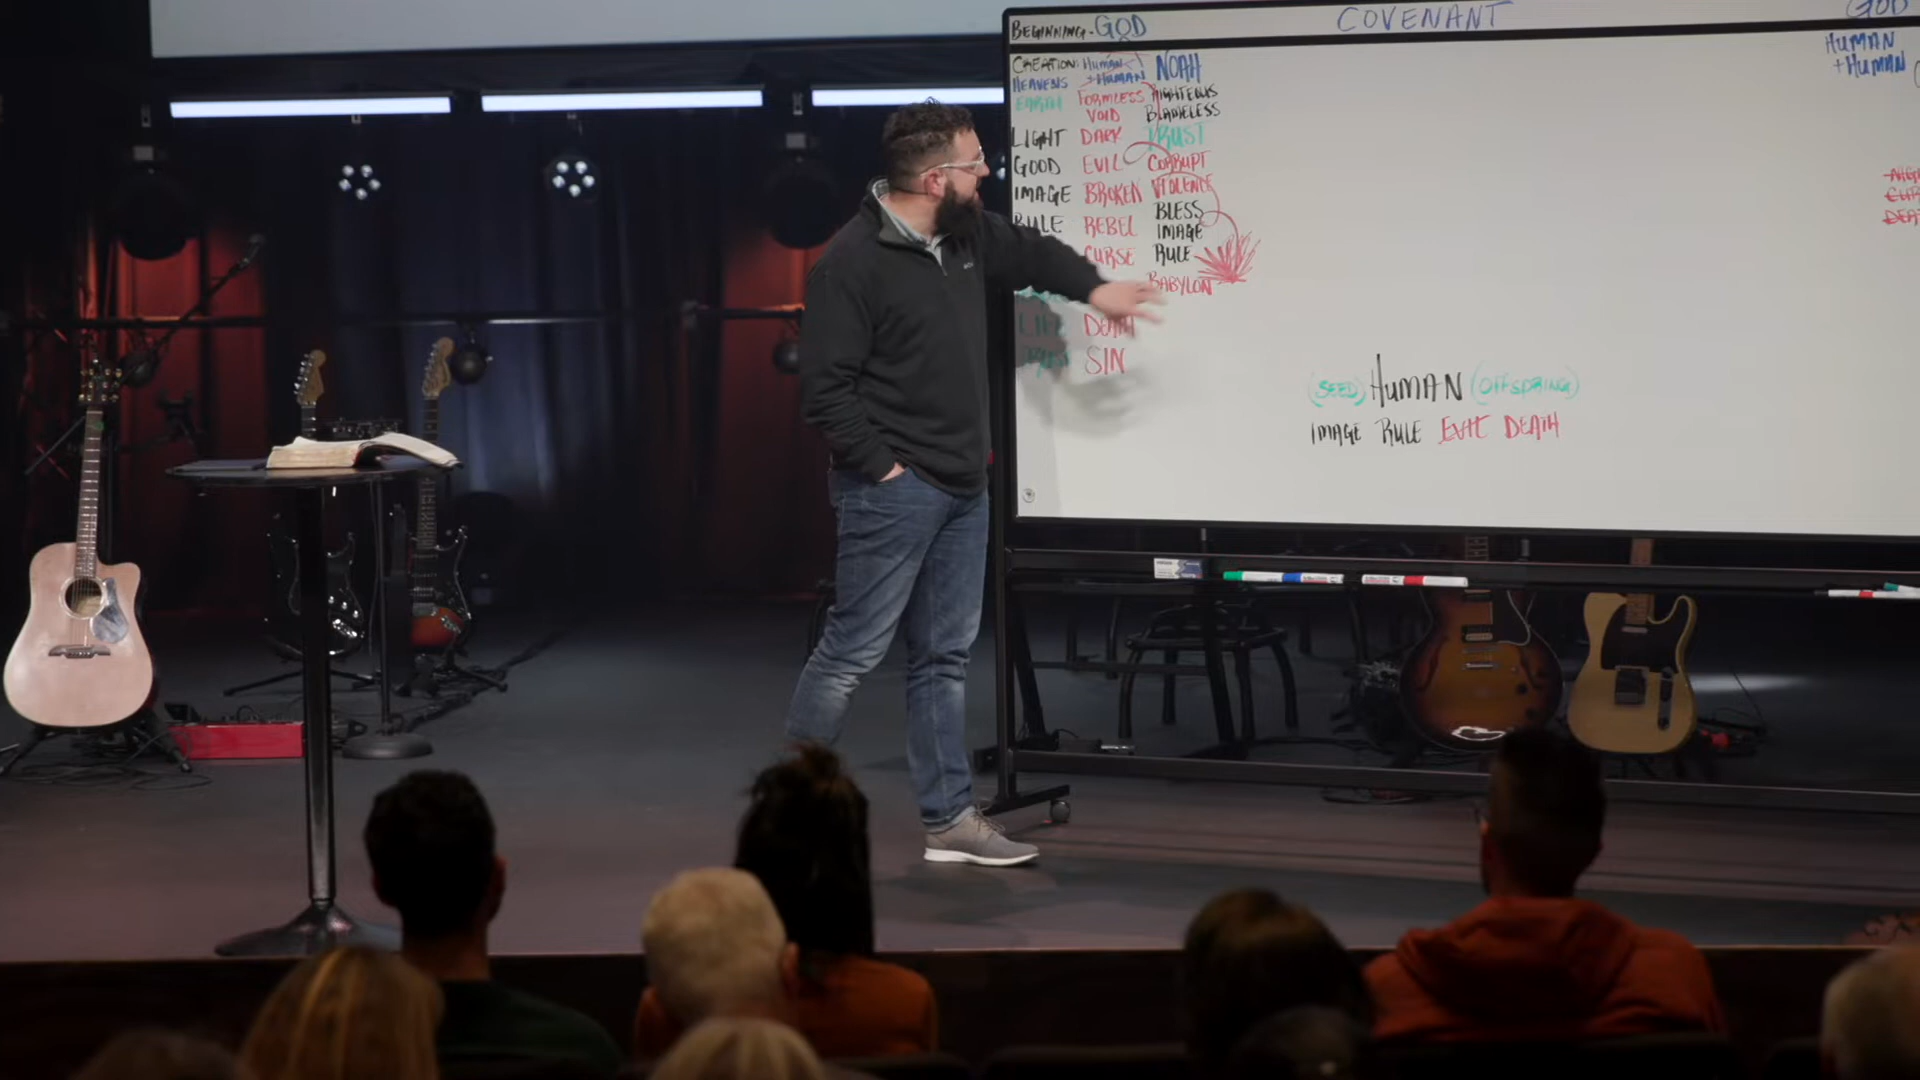 BEGINNING-GOD
COVENANT
GOD
CREATION: HUMAN
HEAVENS +HUMAN
EARTH FORMLESS
VOID
LIGHT DARK
GOOD EVIL
IMAGE BROKEN
RULE REBEL
CURSE
DEATH
SIN
NOAH
RIGHTEOUS
BLAMELESS
TRUST
CORRUPT
VIOLENCE
BLESS
IMAGE
RULE
BABYLON
(SEED) HUMAN (OFFSPRING)
IMAGE RULE EVIL DEATH
HUMAN
+HUMAN